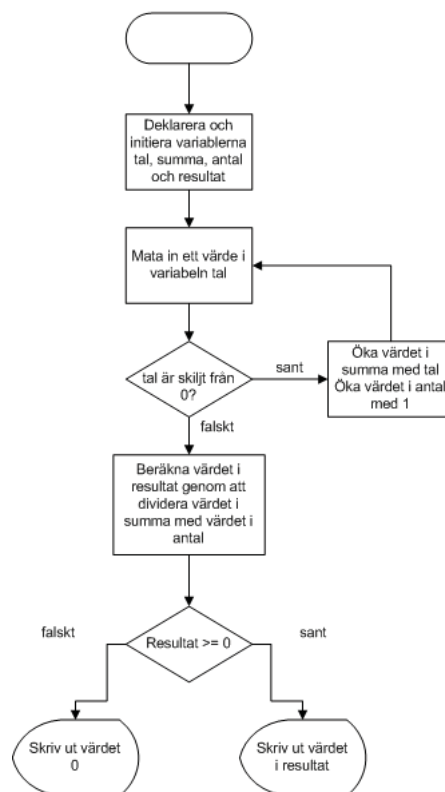 Deklarera och
initiera variablerna
tal, summa, antal
och resultat
Mata in ett värde i
variabeln tal
tal är skiljt från
0?
sant
Öka värdet i
summa med tal
Öka värdet i antal
med 1
falskt
Beräkna värdet i
resultat genom att
dividera värdet i
summa med värdet i
antal
falskt
Resultat >= 0
sant
Skriv ut värdet
0
Skriv ut värdet
i resultat